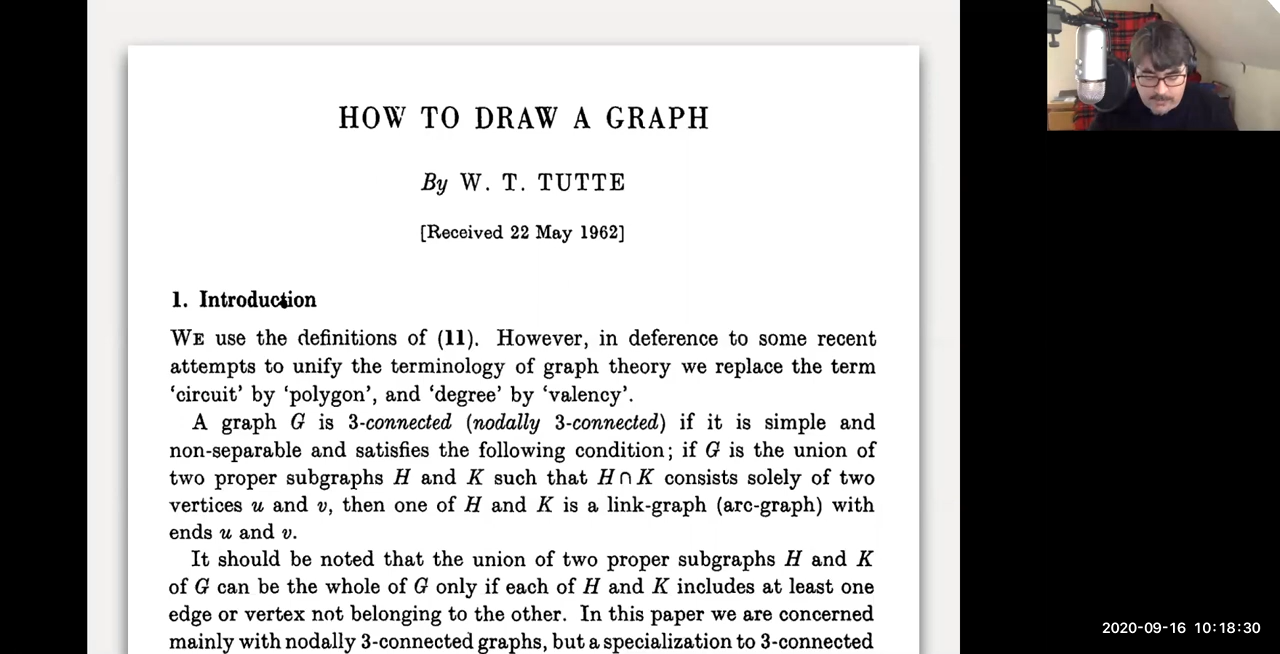 HOW TO DRAW A GRAPH
By W. T. TUTTE
[Received 22 May 1962]
1. Introduction
WE use the definitions of (11). However, in deference to some recent
attempts to unify the terminology of graph theory we replace the term
‘circuit’ by ‘polygon’, and ‘degree’ by ‘valency’.
A graph G is 3-connected (nodally 3-connected) if it is simple and
non-separable and satisfies the following condition; if G is the union of
two proper subgraphs H and K such that H∩K consists solely of two
vertices u and v, then one of H and K is a link-graph (arc-graph) with
ends u and v.
It should be noted that the union of two proper subgraphs H and K
of G can be the whole of G only if each of H and K includes at least one
edge or vertex not belonging to the other. In this paper we are concerned
mainly with nodally 3-connected graphs, but a specialization to 3-connected
2020-09-16 10:18:30